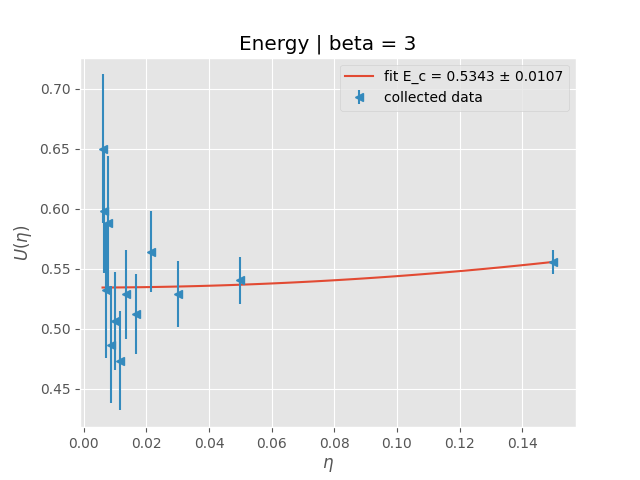 Energy | beta = 3
fit E_c = 0.5343 ± 0.0107
collected data
0.70
0.65
0.60
0.55
0.50
0.45
U(η)
0.00 0.02 0.04 0.06 0.08 0.10 0.12 0.14
η